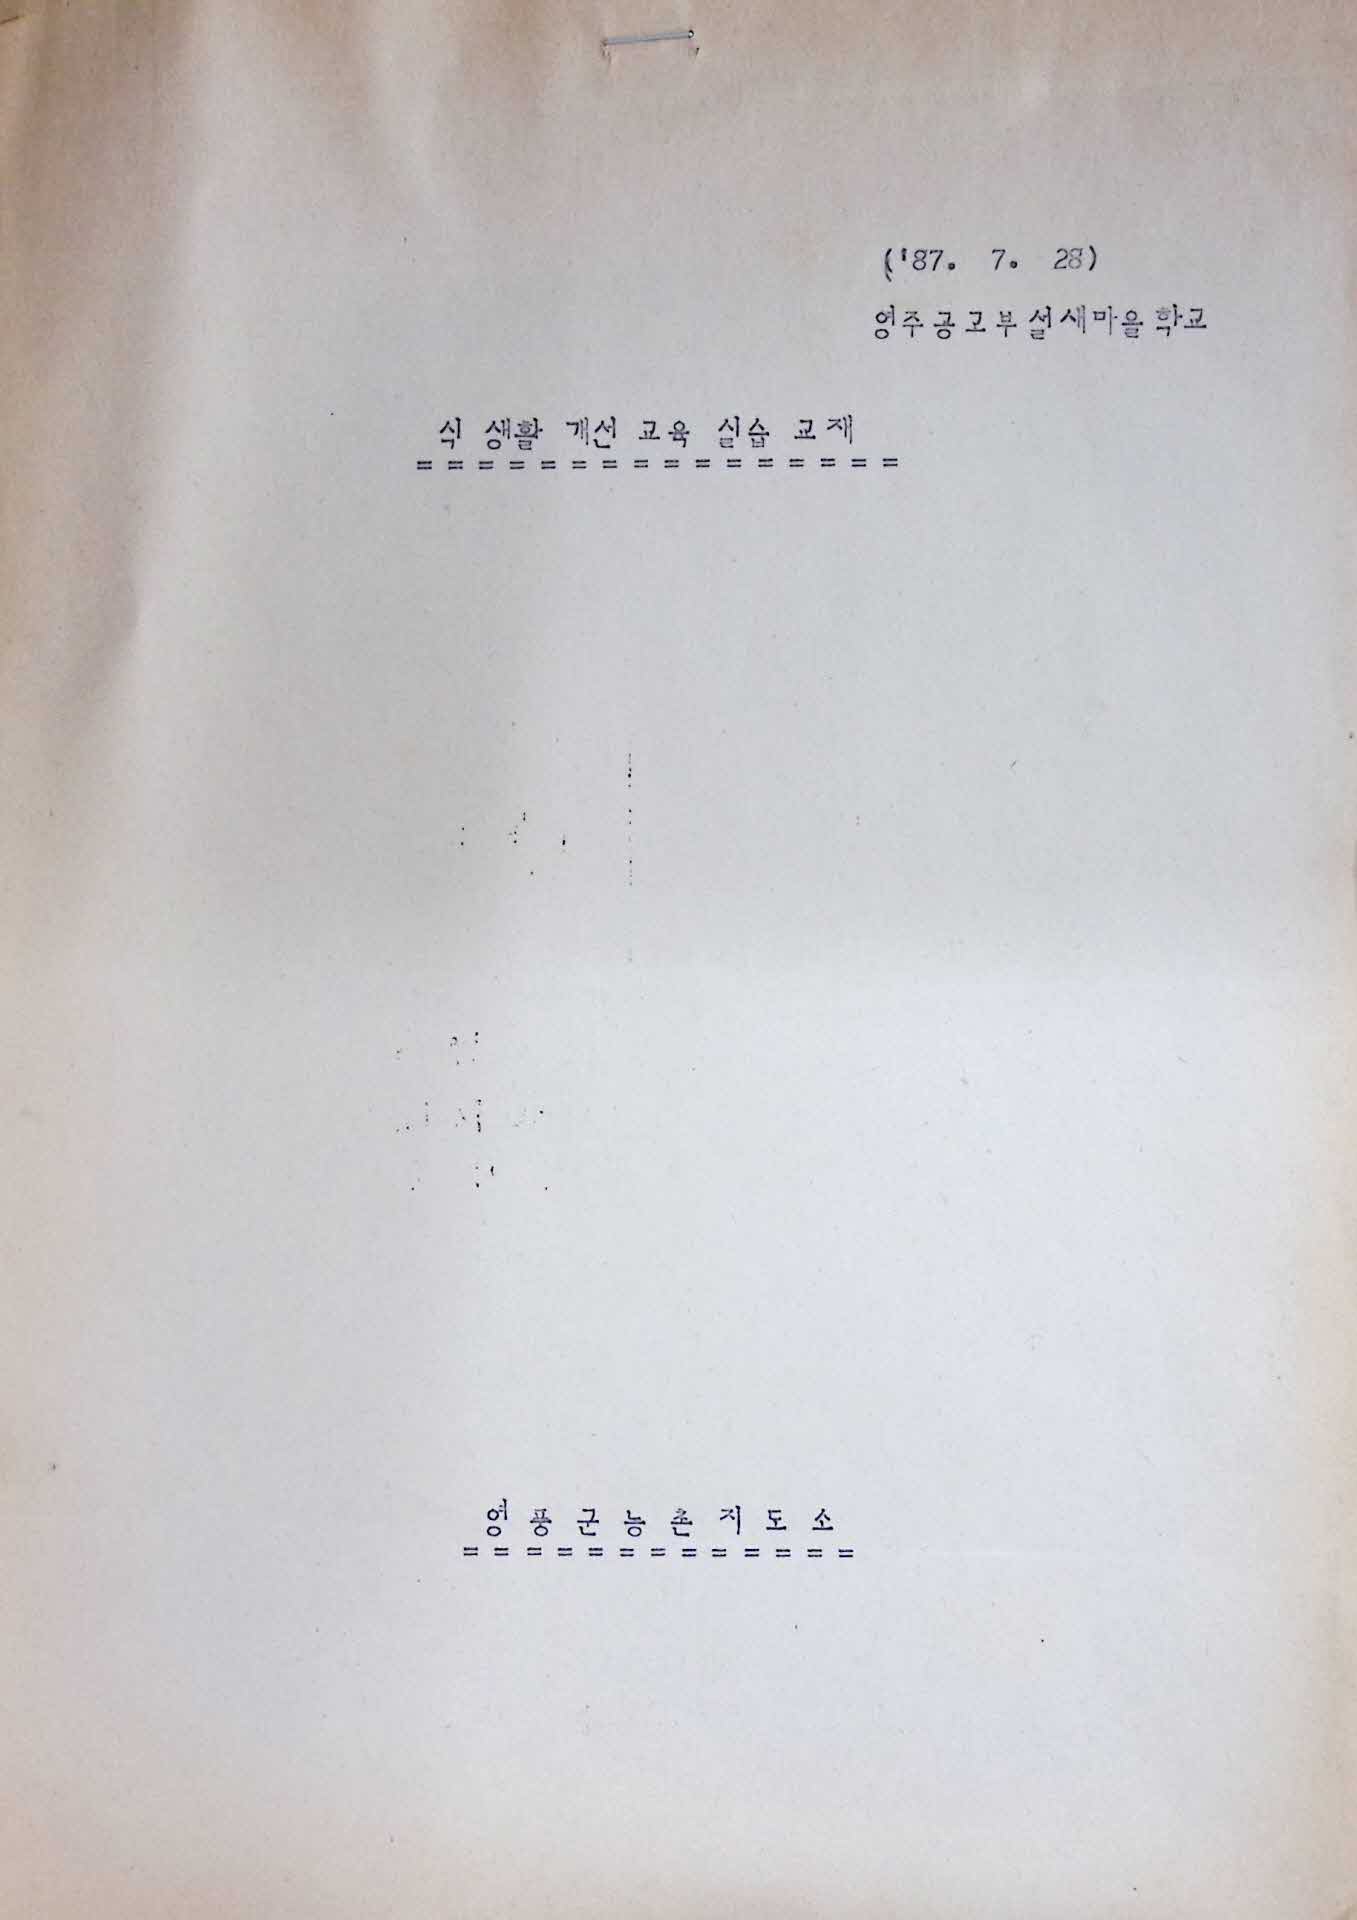 ('87. 7. 28)
영주공고부설새마을학교
식 생활 개선 교육 실습 교재
= = = = = = = = = = = = = = = =
영 풍 군 농 촌 지 도 소
= = = = = = = = = = = = =